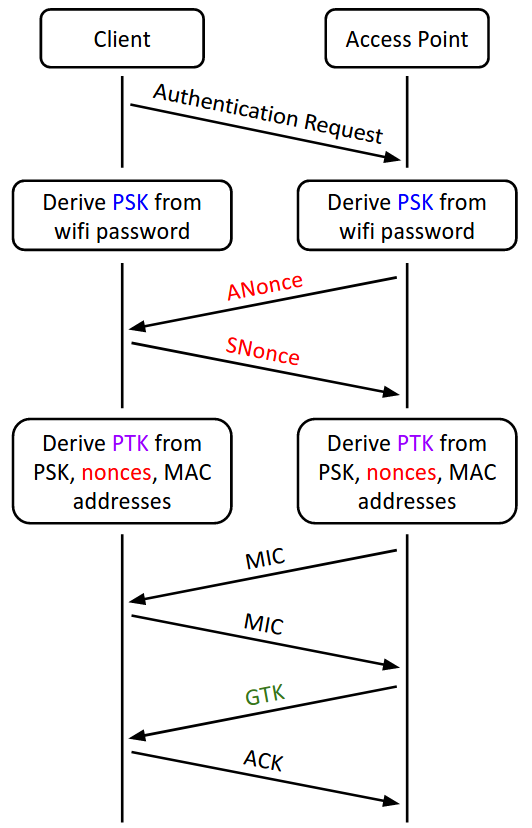 Client
Access Point
Authentication Request
Derive PSK from
wifi password
Derive PSK from
wifi password
ANonce
SNonce
Derive PTK from
PSK, nonces, MAC
addresses
Derive PTK from
PSK, nonces, MAC
addresses
MIC
MIC
GTK
ACK